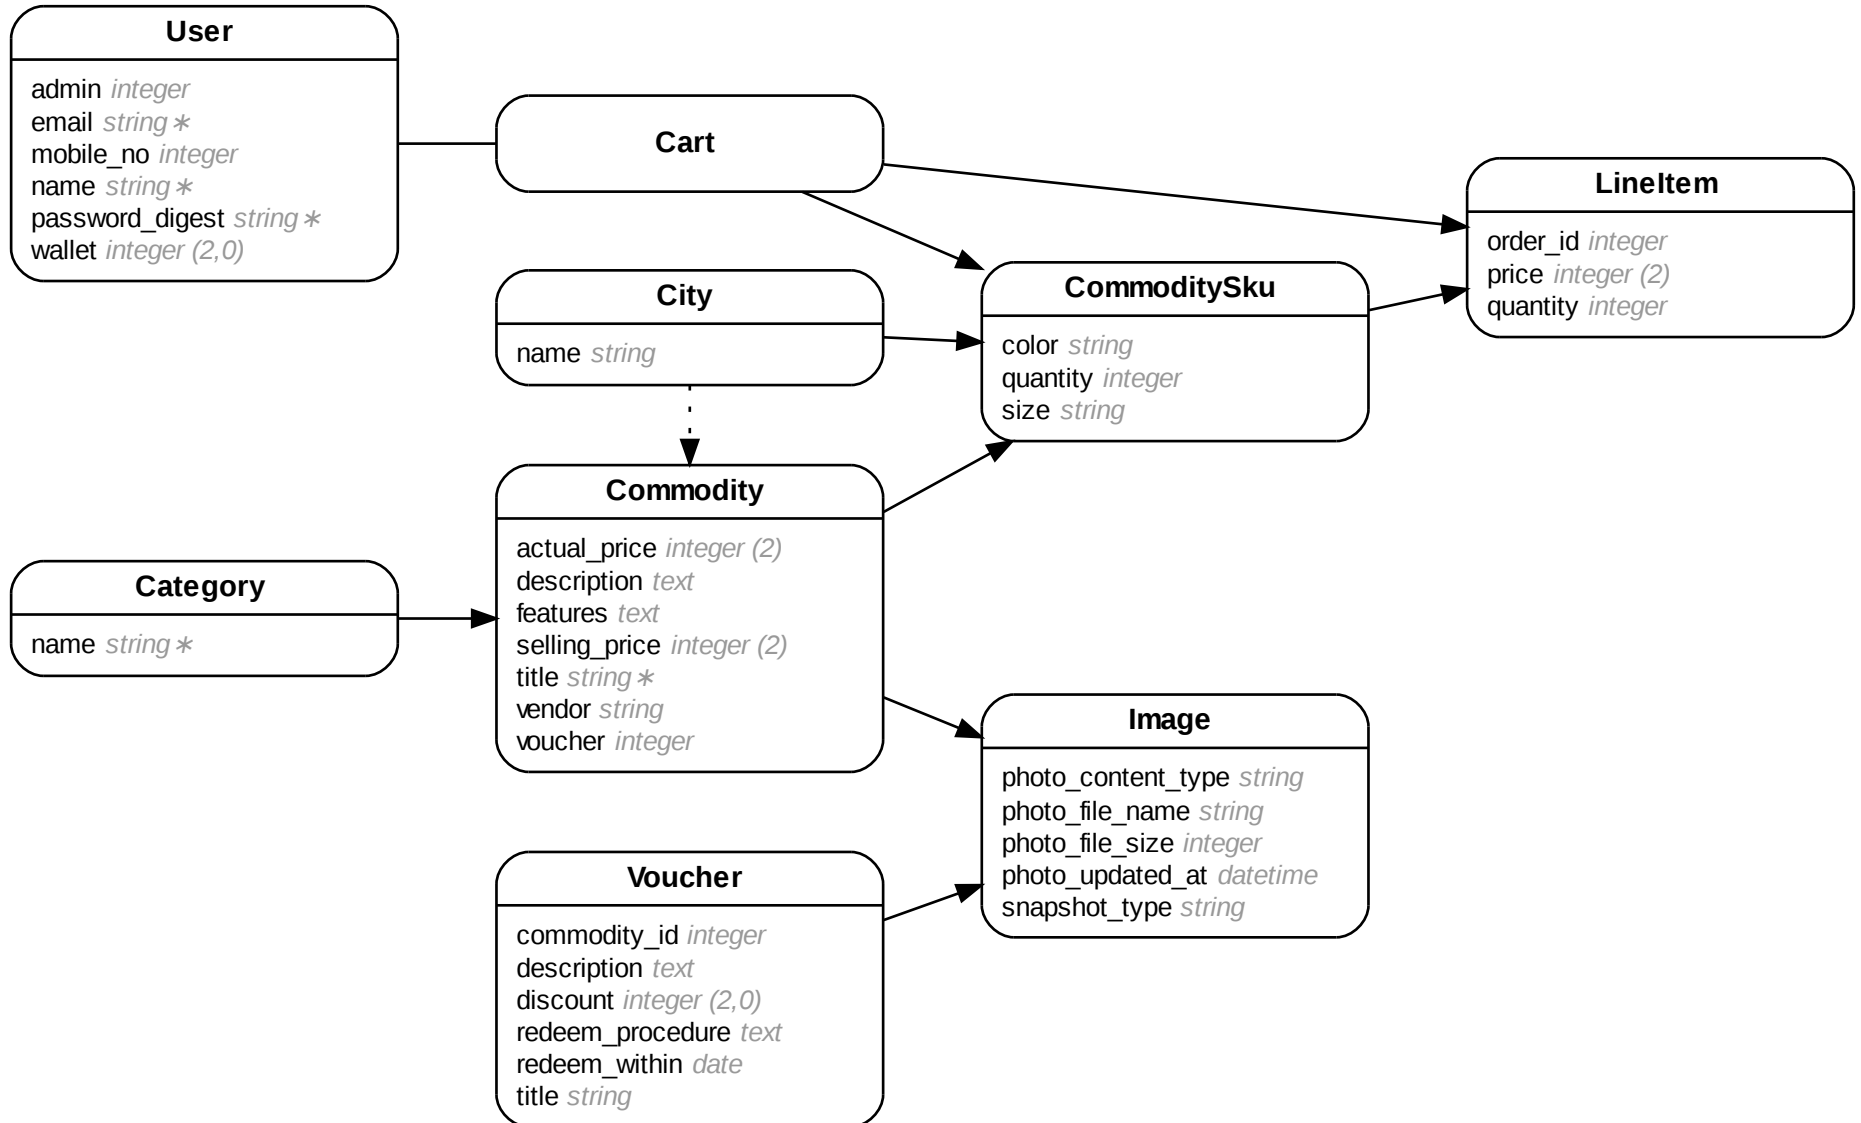 User
admin integer
email string∗
mobile_no integer
name string∗
password_digest string∗
wallet integer (2,0)
Cart
LineItem
order_id integer
price integer (2)
quantity integer
City
name string
CommoditySku
color string
quantity integer
size string
Commodity
actual_price integer (2)
description text
features text
selling_price integer (2)
title string∗
vendor string
voucher integer
Category
name string∗
Image
photo_content_type string
photo_file_name string
photo_file_size integer
photo_updated_at datetime
snapshot_type string
Voucher
commodity_id integer
description text
discount integer (2,0)
redeem_procedure text
redeem_within date
title string